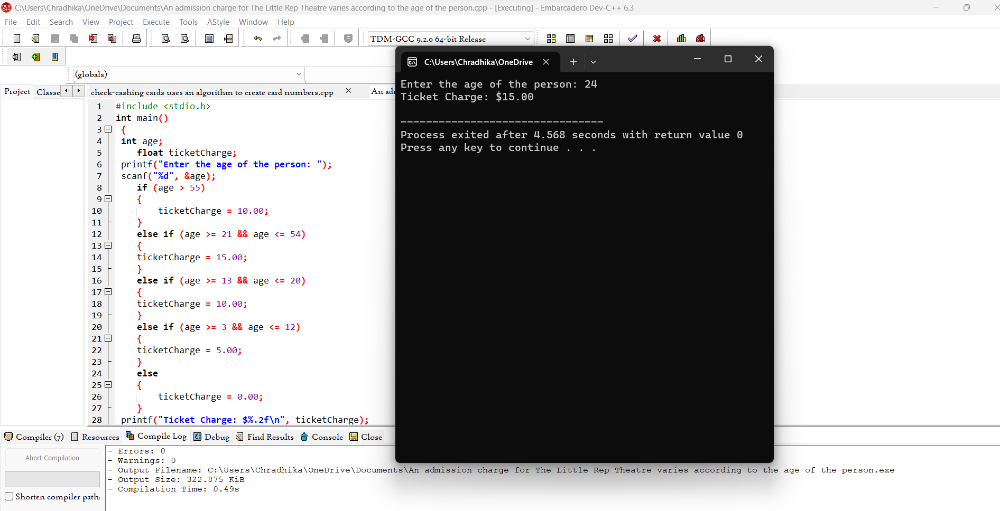 C:\Users\Chradhika\OneDrive\Documents\An admission charge for The Little Rep Theatre varies according to the age of the person.cpp - [Executing] - Embarcadero Dev-C++ 6.3
File Edit Search View Project Execute Tools AStyle Window Help
TDM-GCC 9.2.0 64-bit Release
(globals)
Project Classe
check-cashing cards uses an algorithm to create card numbers.cpp
An adm
1 #include <stdio.h>
2 int main()
3 {
4 int age;
5 float ticketCharge;
6 printf("Enter the age of the person: ");
7 scanf("%d", &age);
8 if (age > 55)
9 {
10 ticketCharge = 10.00;
11 }
12 else if (age >= 21 && age <= 54)
13 {
14 ticketCharge = 15.00;
15 }
16 else if (age >= 13 && age <= 20)
17 {
18 ticketCharge = 10.00;
19 }
20 else if (age >= 3 && age <= 12)
21 {
22 ticketCharge = 5.00;
23 }
24 else
25 {
26 ticketCharge = 0.00;
27 }
28 printf("Ticket Charge: $%.2f\n", ticketCharge);
C:\Users\Chradhika\OneDrive
Enter the age of the person: 24
Ticket Charge: $15.00
--------------------------------
Process exited after 4.568 seconds with return value 0
Press any key to continue . . .
Compiler (7) Resources Compile Log Debug Find Results Console Close
Abort Compilation
Shorten compiler path
- Errors: 0
- Warnings: 0
- Output Filename: C:\Users\Chradhika\OneDrive\Documents\An admission charge for The Little Rep Theatre varies according to the age of the person.exe
- Output Size: 322.875 KiB
- Compilation Time: 0.49s